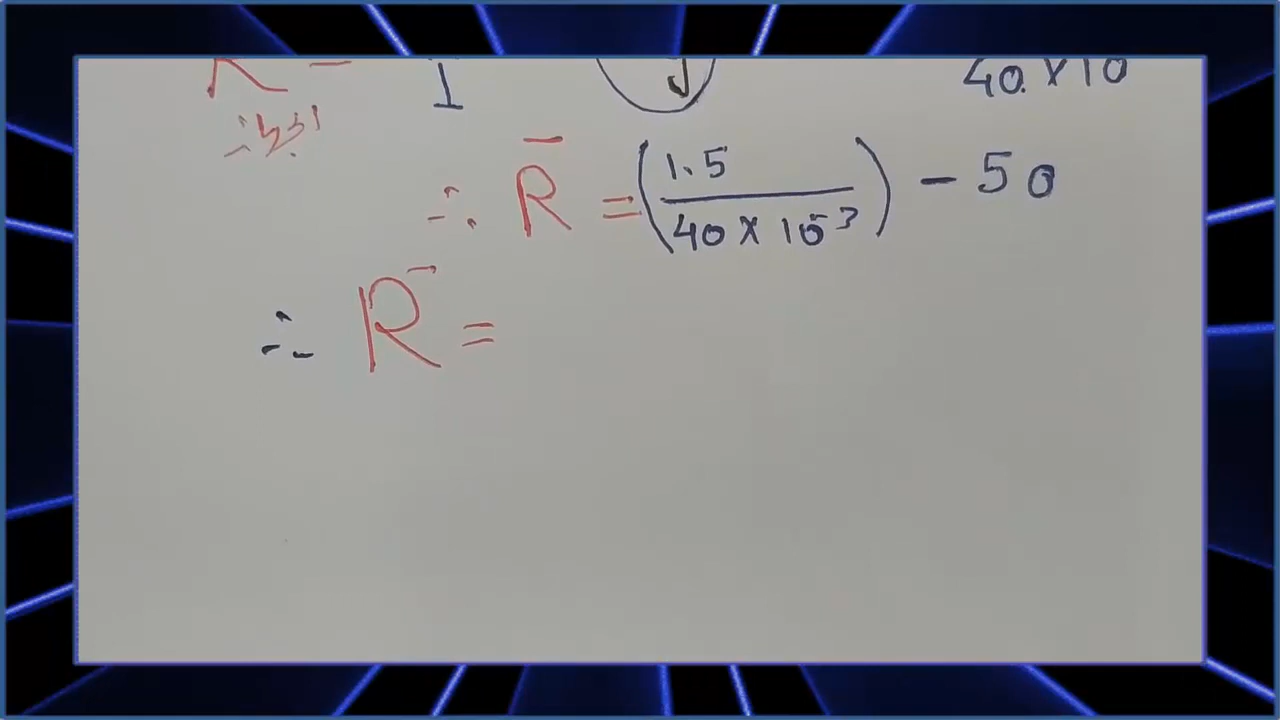 R = I 40 × 10
∴ R̄ = (1.5 / 40 × 10⁻³) - 50
∴ R̄ =